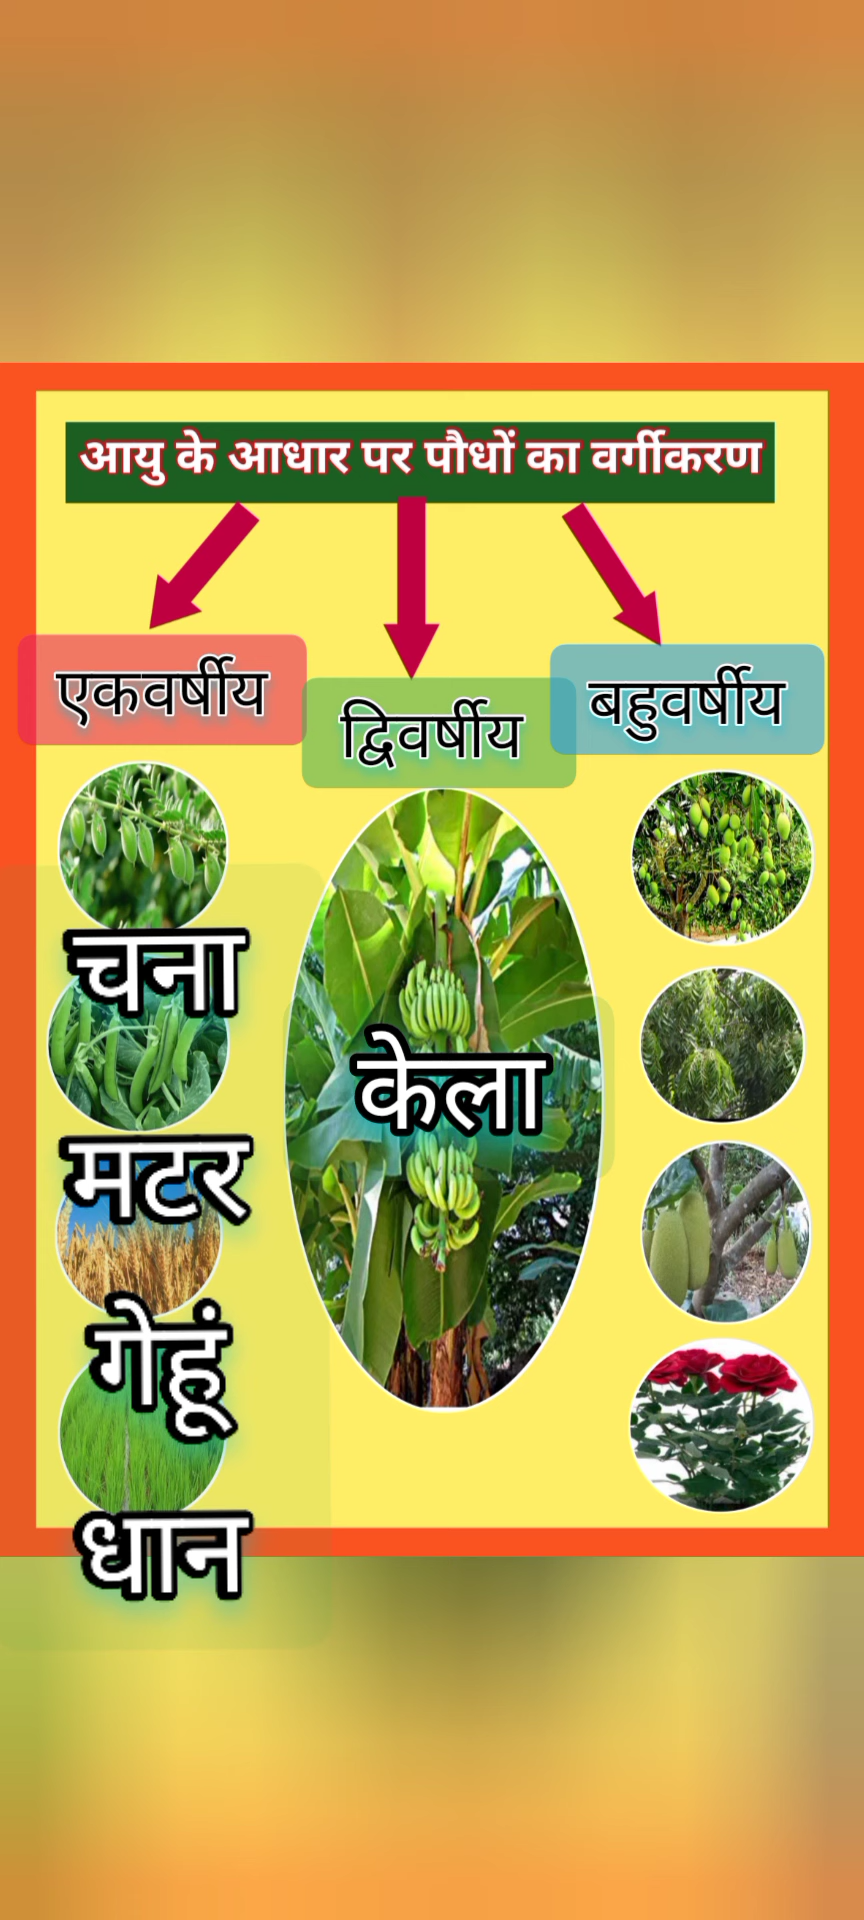 आयु के आधार पर पौधों का वर्गीकरण
एकवर्षीय
द्विवर्षीय
बहुवर्षीय
चना
मटर
गेहूं
धान
केला